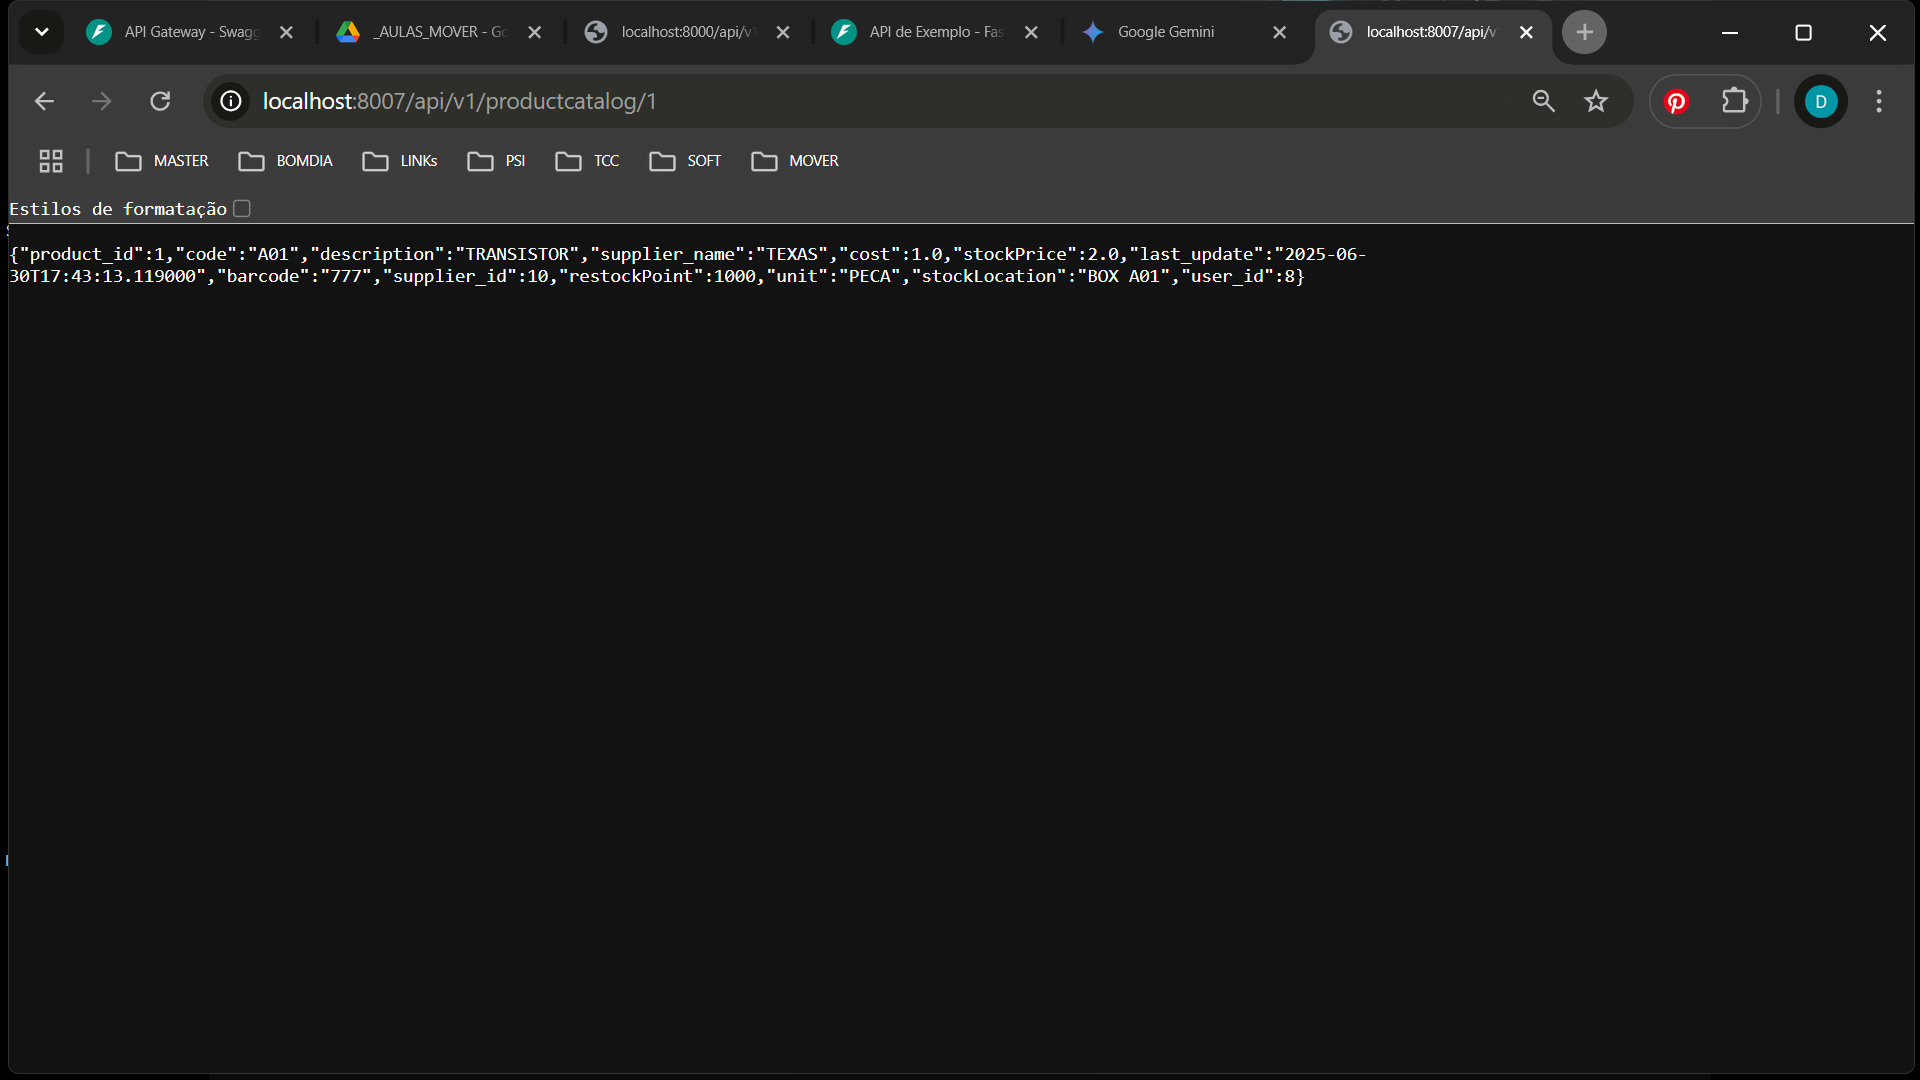 API Gateway - Swagg
_AULAS_MOVER - Go
localhost:8000/api/v1
API de Exemplo - Fas
Google Gemini
localhost:8007/api/v
localhost:8007/api/v1/productcatalog/1
D
MASTER
BOMDIA
LINKs
PSI
TCC
SOFT
MOVER
Estilos de formatação
{"product_id":1,"code":"A01","description":"TRANSISTOR","supplier_name":"TEXAS","cost":1.0,"stockPrice":2.0,"last_update":"2025-06-
30T17:43:13.119000","barcode":"777","supplier_id":10,"restockPoint":1000,"unit":"PECA","stockLocation":"BOX A01","user_id":8}